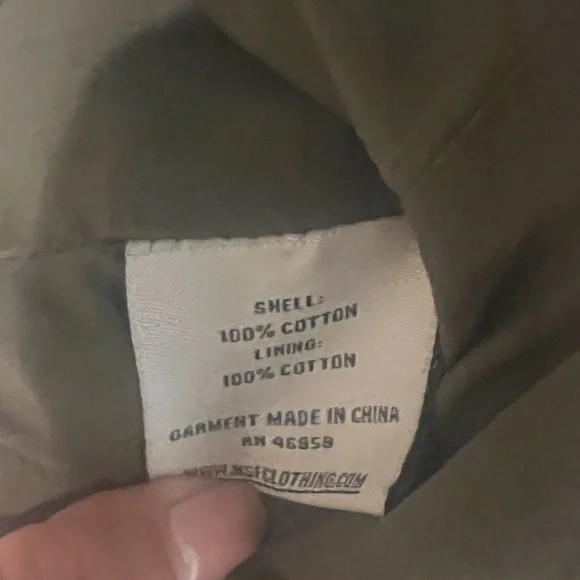 SHELL:
100% COTTON
LINING:
100% COTTON
GARMENT MADE IN CHINA
RN 46959
WWW.NSFCLOTHING.COM